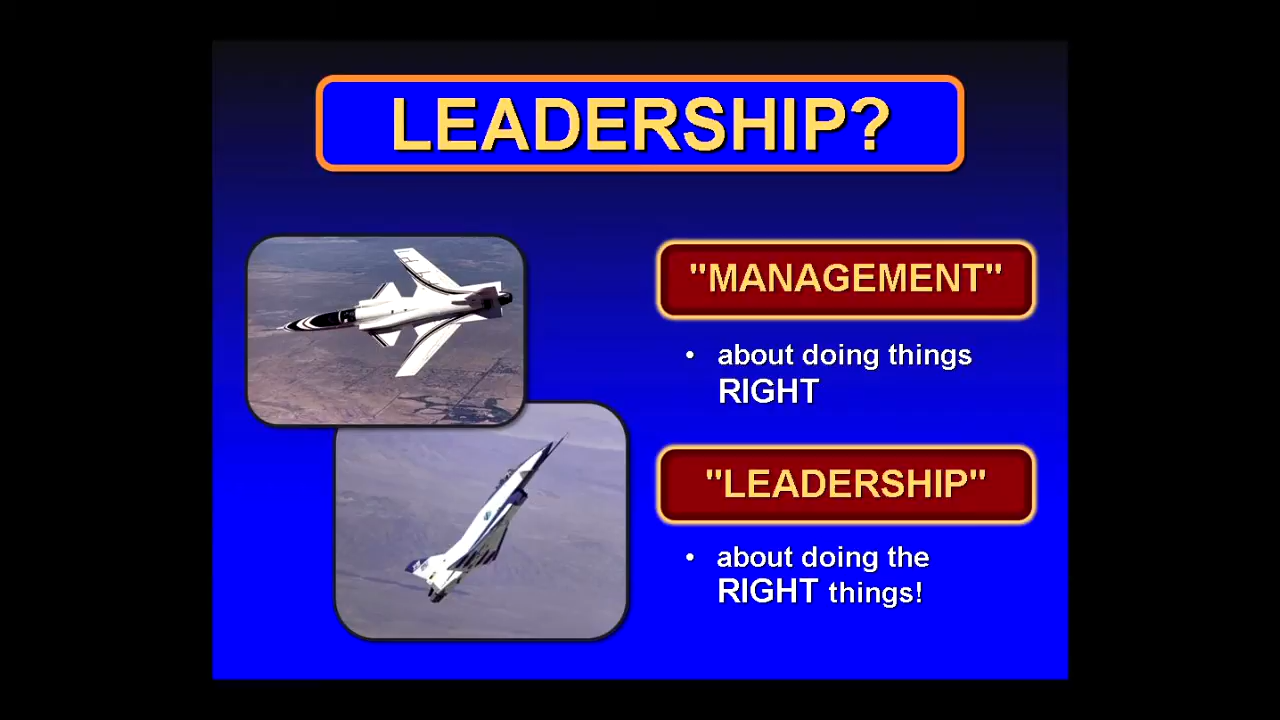 LEADERSHIP?
"MANAGEMENT"
• about doing things
RIGHT
"LEADERSHIP"
• about doing the
RIGHT things!